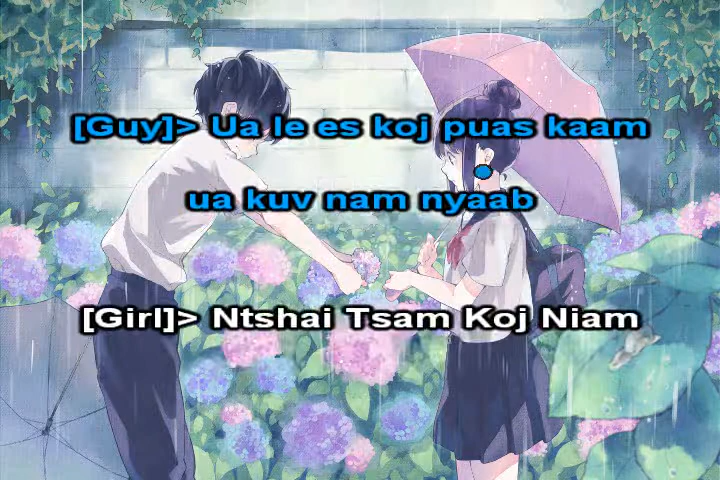 [Guy]> Ua le es koj puas kaam
ua kuv nam nyaab
[Girl]> Ntshai Tsam Koj Niam